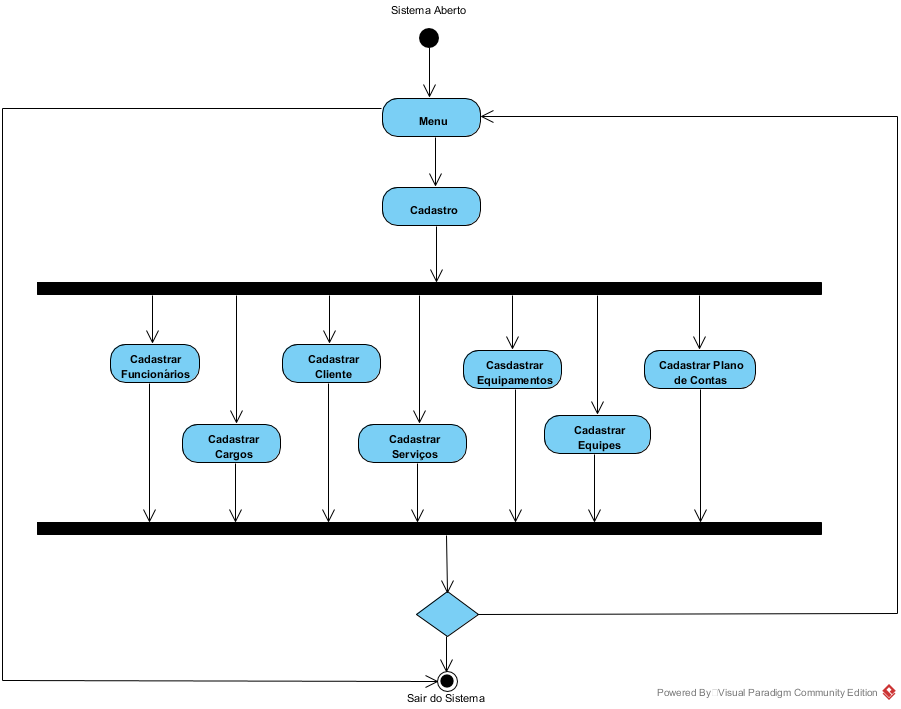 Sistema Aberto
Menu
Cadastro
Cadastrar
Funcionários
Cadastrar
Cliente
Casdastrar
Equipamentos
Cadastrar Plano
de Contas
Cadastrar
Cargos
Cadastrar
Serviços
Cadastrar
Equipes
Sair do Sistema
Powered By Visual Paradigm Community Edition